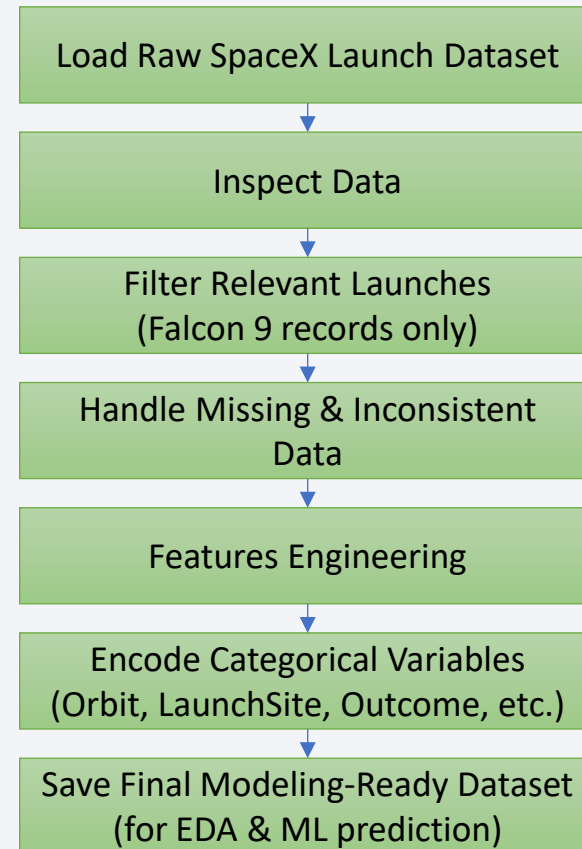 Load Raw SpaceX Launch Dataset
Inspect Data
Filter Relevant Launches
(Falcon 9 records only)
Handle Missing & Inconsistent
Data
Features Engineering
Encode Categorical Variables
(Orbit, LaunchSite, Outcome, etc.)
Save Final Modeling-Ready Dataset
(for EDA & ML prediction)